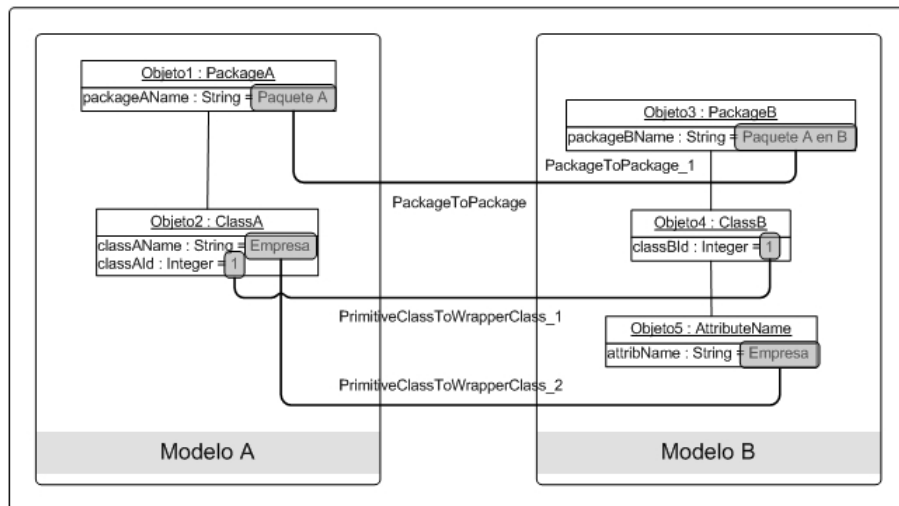 Objeto1 : PackageA
packageAName : String = Paquete A
Objeto3 : PackageB
packageBName : String = Paquete A en B
PackageToPackage_1
PackageToPackage
Objeto2 : ClassA
classAName : String = Empresa
classAId : Integer = 1
Objeto4 : ClassB
classBId : Integer = 1
PrimitiveClassToWrapperClass_1
Objeto5 : AttributeName
attribName : String = Empresa
PrimitiveClassToWrapperClass_2
Modelo A
Modelo B